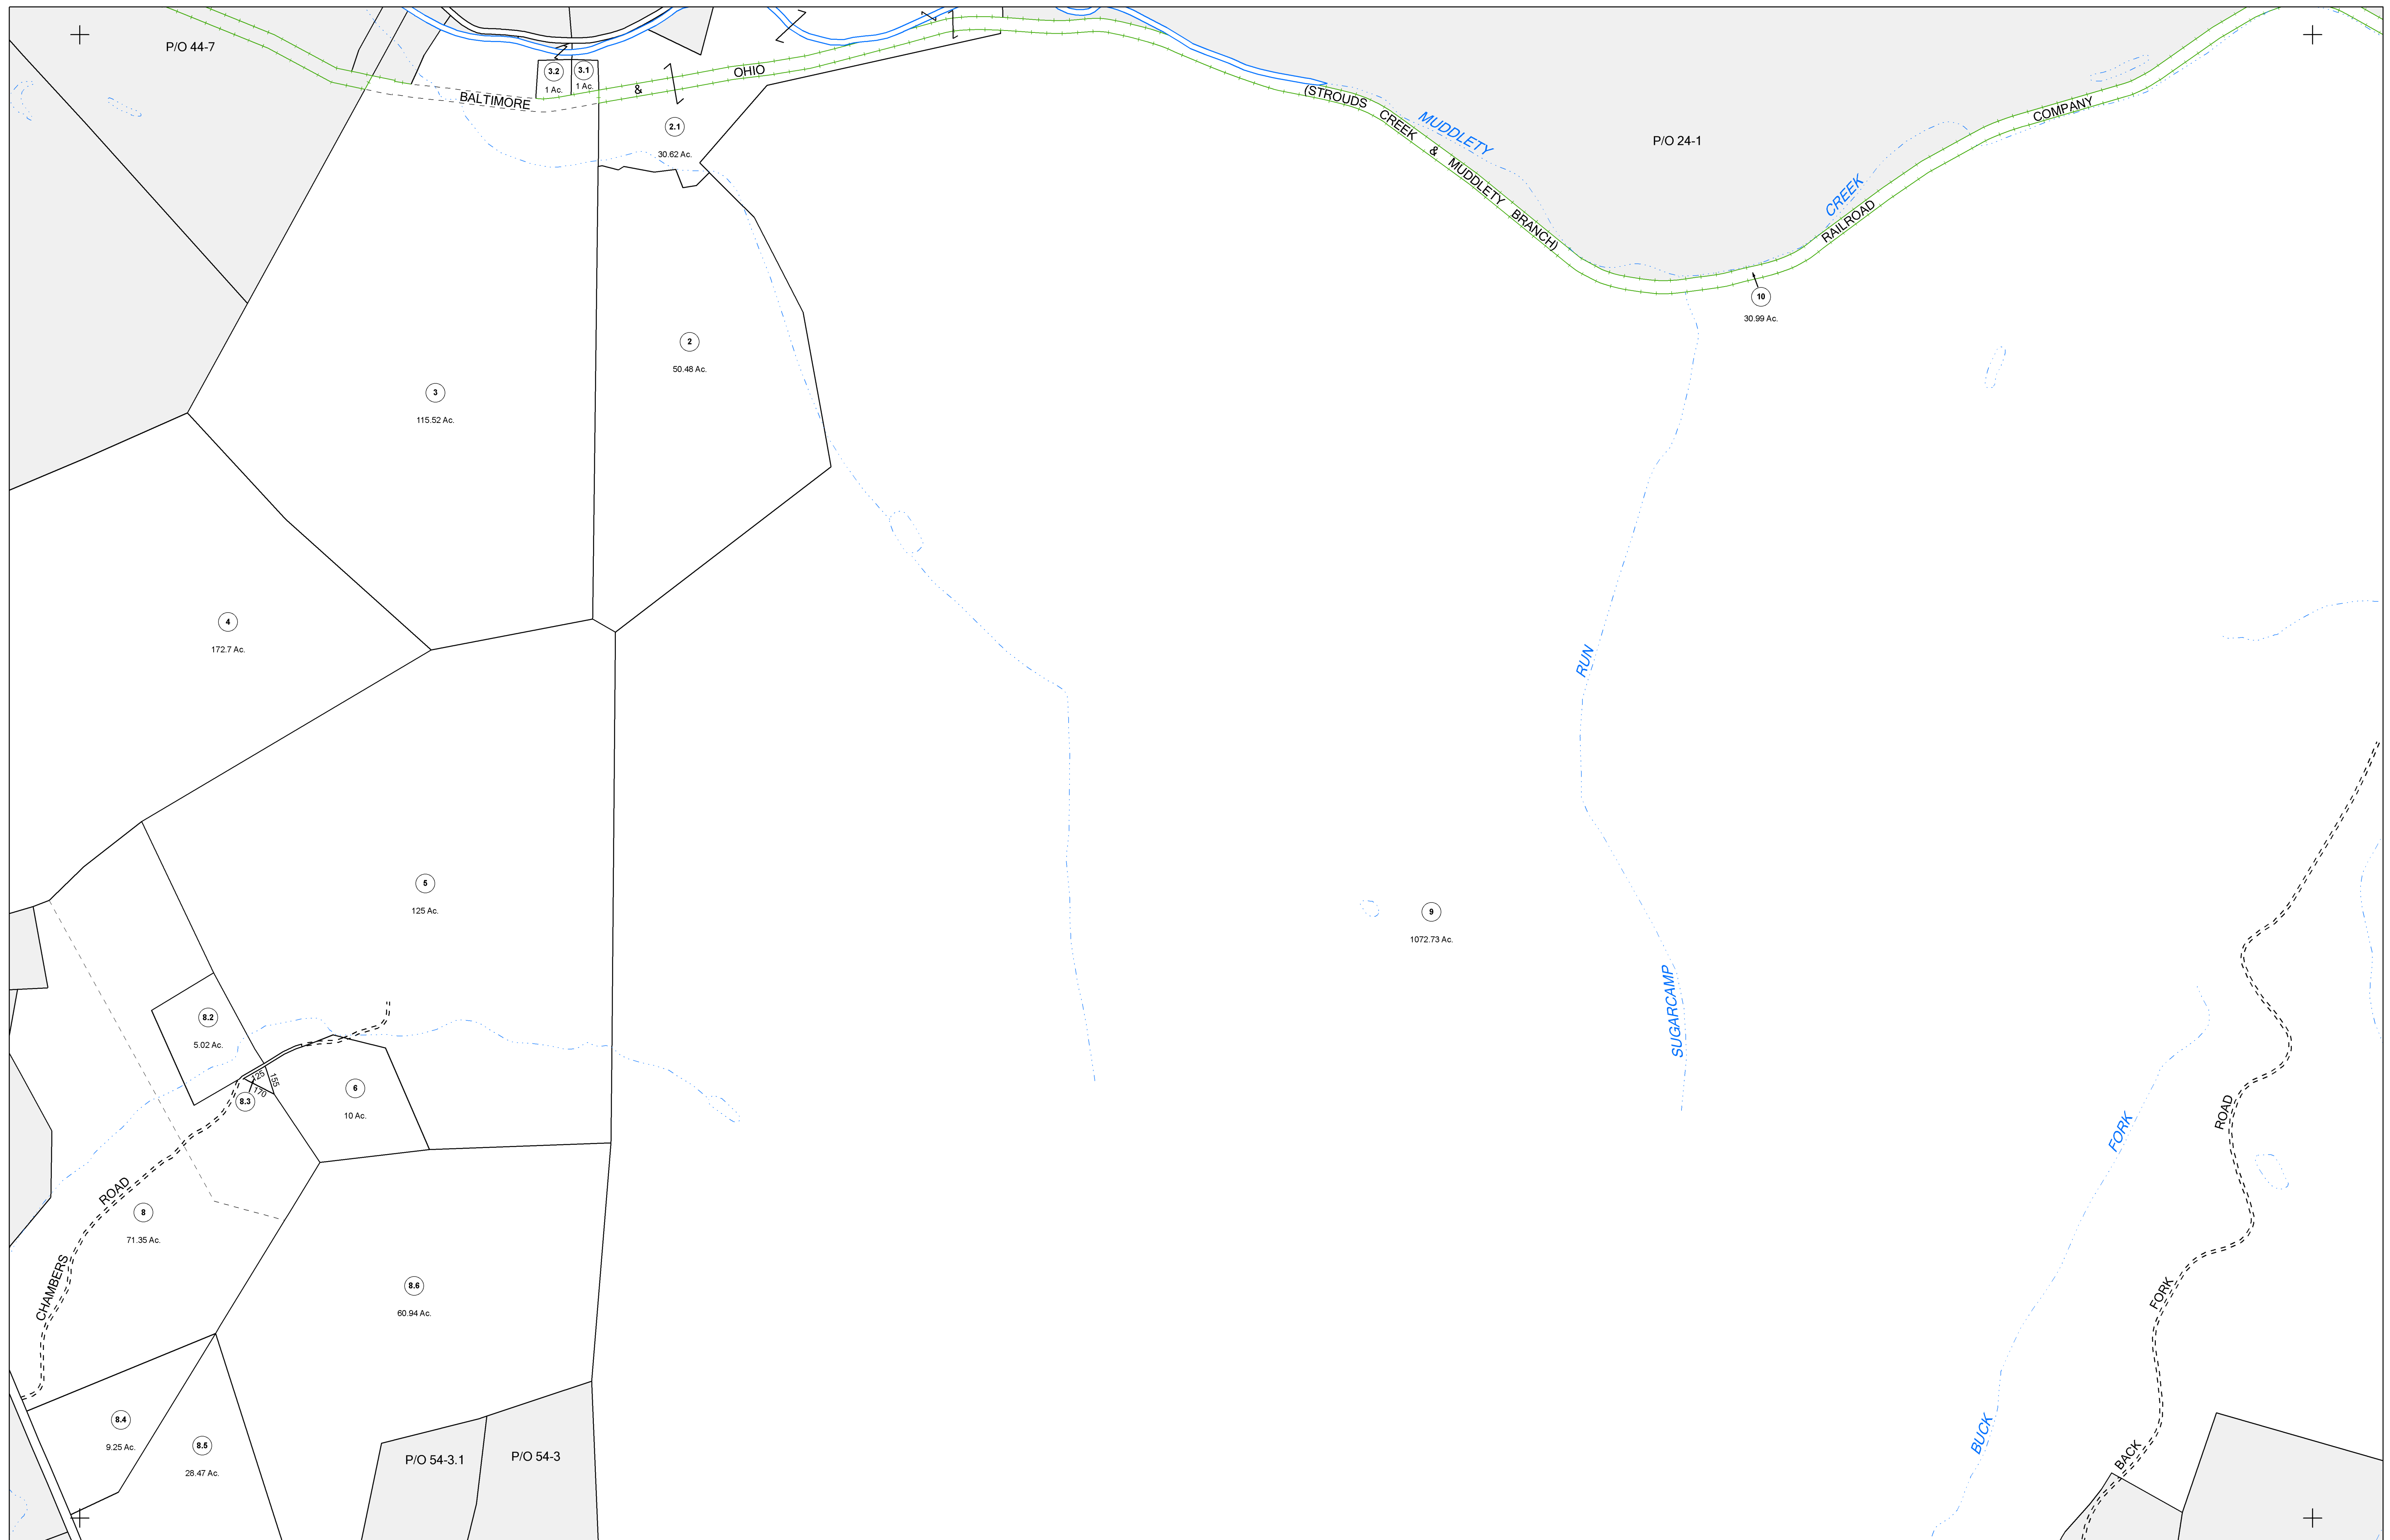 P/O 44-7
3.2
1 Ac.
3.1
1 Ac.
BALTIMORE
&
OHIO
2.1
30.62 Ac.
(STROUDS
CREEK
&
MUDDLETY
BRANCH)
MUDDLETY
P/O 24-1
CREEK
RAILROAD
COMPANY
10
30.99 Ac.
2
50.48 Ac.
3
115.52 Ac.
4
172.7 Ac.
RUN
5
125 Ac.
9
1072.73 Ac.
SUGARCAMP
8.2
5.02 Ac.
125
155
170
8.3
6
10 Ac.
ROAD
FORK
ROAD
8
71.35 Ac.
CHAMBERS
8.6
60.94 Ac.
FORK
8.4
9.25 Ac.
8.5
28.47 Ac.
P/O 54-3.1
P/O 54-3
BUCK
BACK